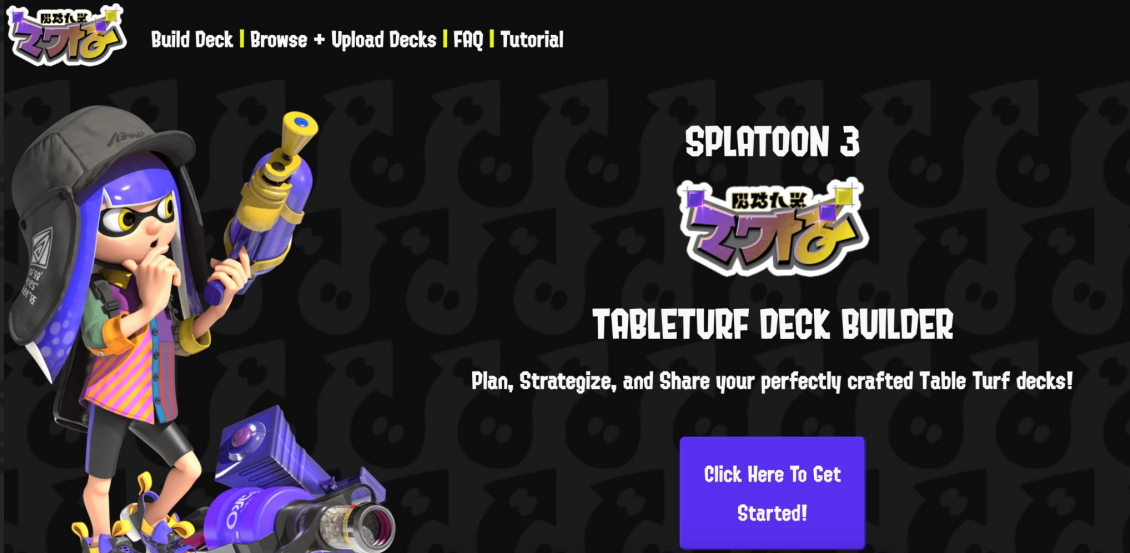 Build Deck | Browse + Upload Decks | FAQ | Tutorial
SPLATOON 3
TABLETURF DECK BUILDER
Plan, Strategize, and Share your perfectly crafted Table Turf decks!
Click Here To Get
Started!